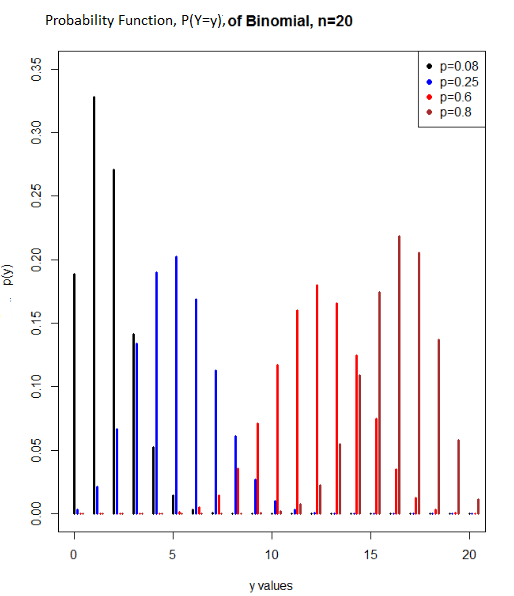 Probability Function, P(Y=y), of Binomial, n=20
p=0.08
p=0.25
p=0.6
p=0.8
0.35
0.30
0.25
0.20
0.15
0.10
0.05
0.00
p(y)
0 5 10 15 20
y values